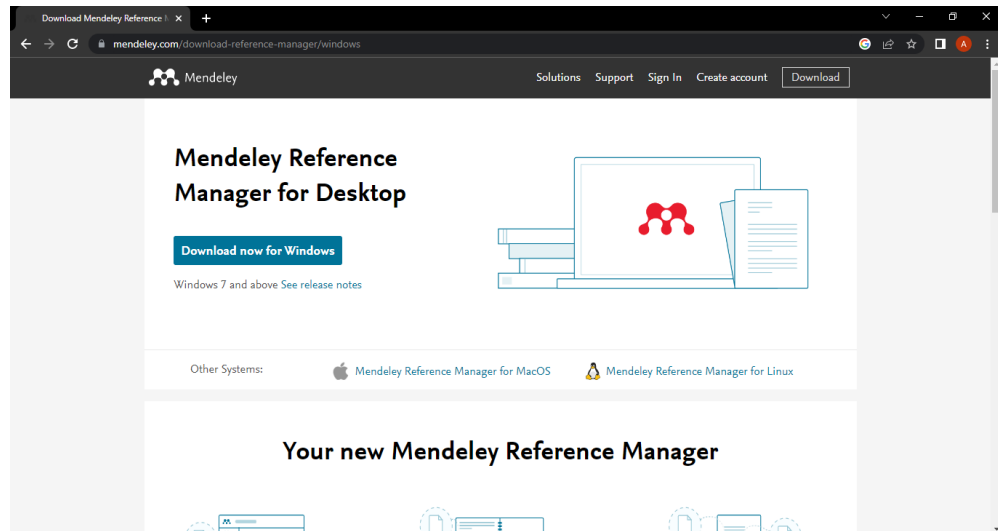 Download Mendeley Reference M
mendeley.com/download-reference-manager/windows
A
Mendeley
Solutions Support Sign In Create account Download
Mendeley Reference
Manager for Desktop
Download now for Windows
Windows 7 and above See release notes
Other Systems: Mendeley Reference Manager for MacOS Mendeley Reference Manager for Linux
Your new Mendeley Reference Manager